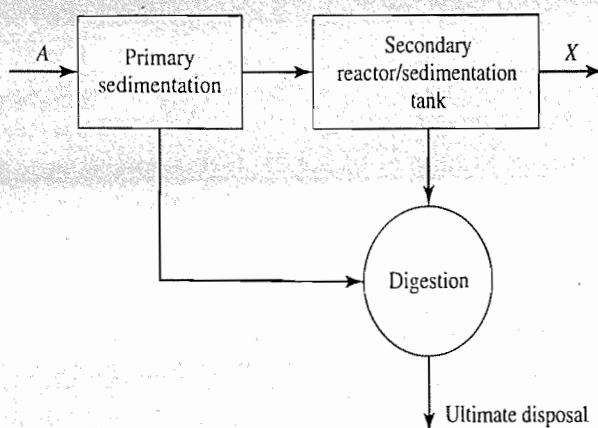 A
Primary
sedimentation
Secondary
reactor/sedimentation
tank
X
Digestion
Ultimate disposal